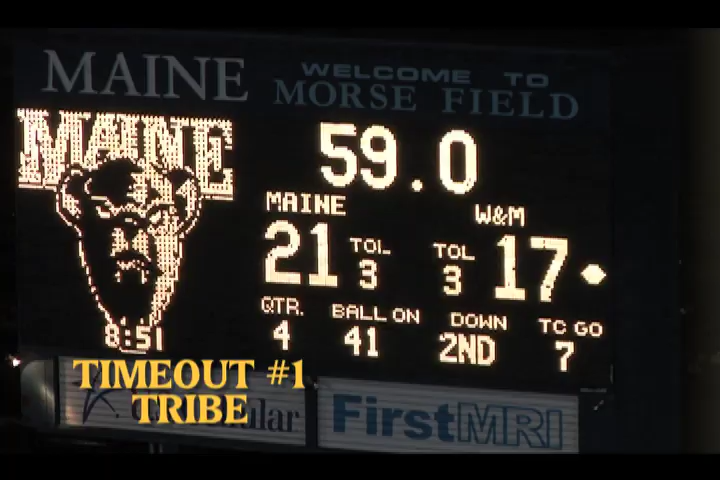 MAINE
WELCOME TO
MORSE FIELD
MAINE
59.0
MAINE
W&M
21
TOL
3
TOL
3
17
QTR.
4
BALL ON
41
DOWN
2ND
TO GO
7
8:51
TIMEOUT #1
TRIBE
FirstMRI